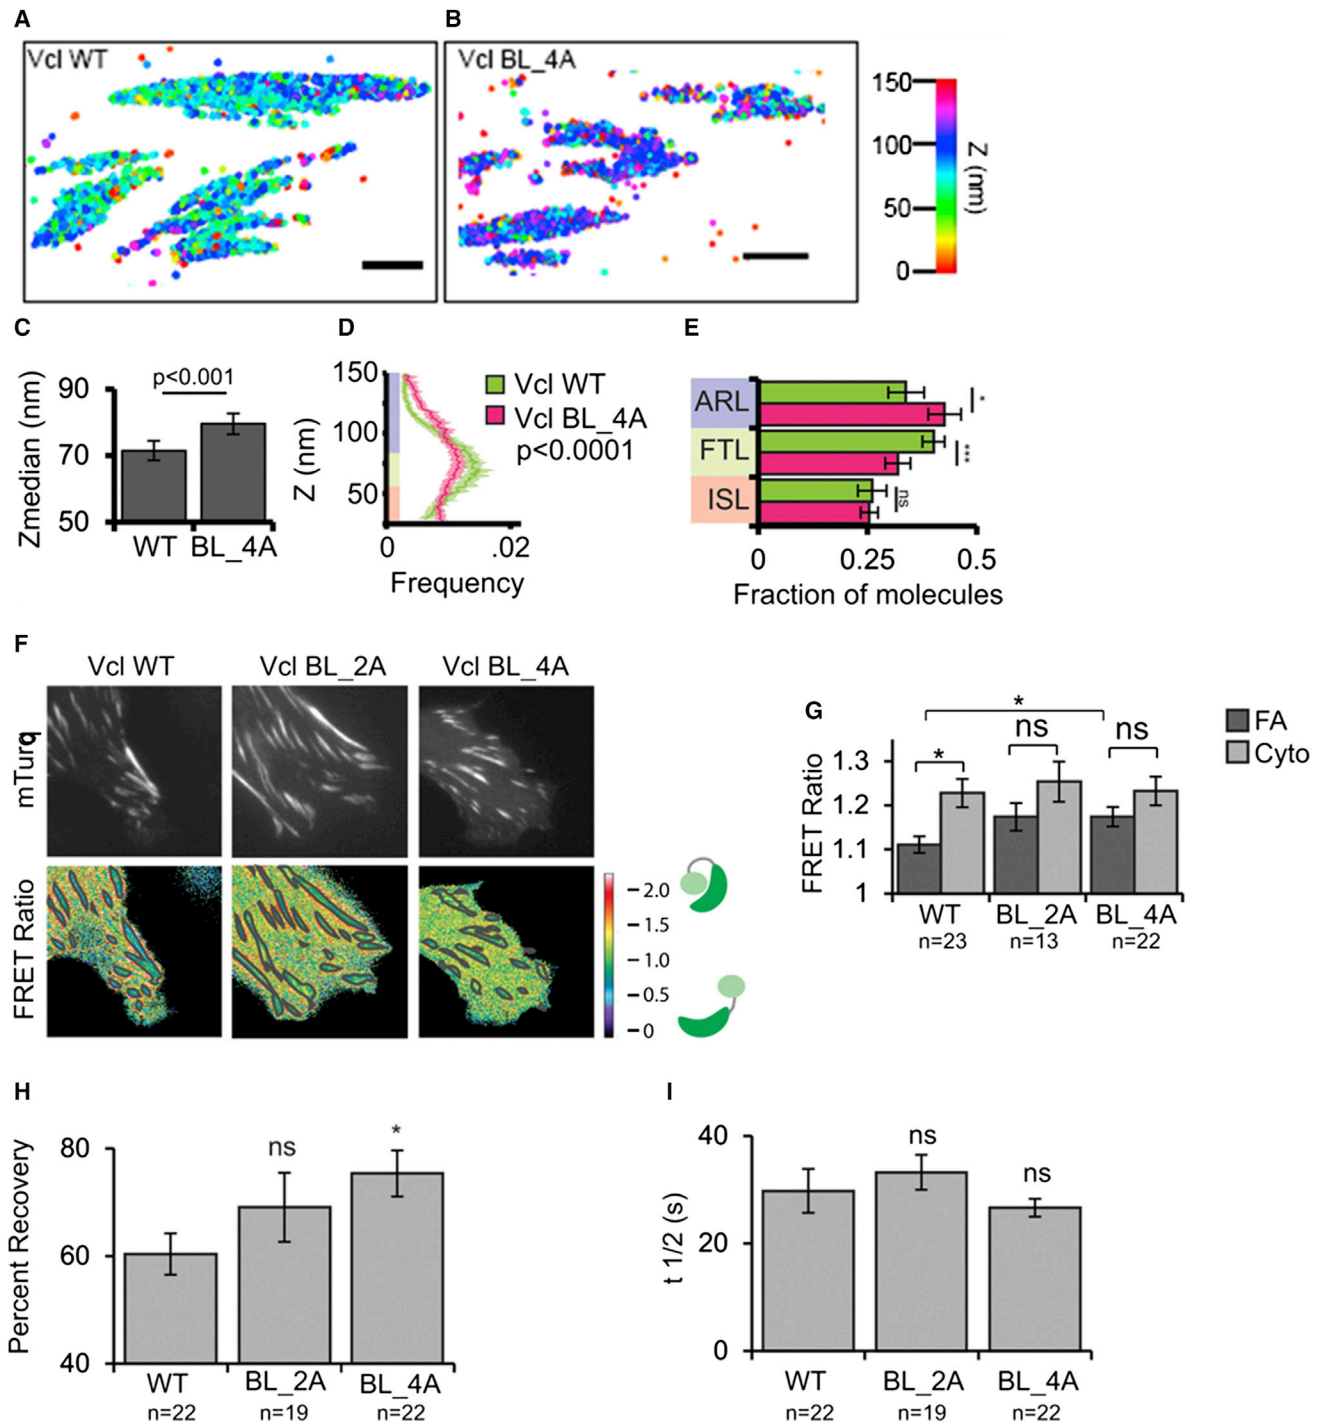 A
B
Vcl WT
Vcl BL_4A
150
100
50
0
Z (nm)
C
D
E
Zmedian (nm)
90
70
50
p<0.001
WT BL_4A
Z (nm)
150
100
50
0 .02
Frequency
Vcl WT
Vcl BL_4A
p<0.0001
ARL
FTL
ISL
*
***
ns
0 0.25 0.5
Fraction of molecules
F
Vcl WT Vcl BL_2A Vcl BL_4A
mTurq
FRET Ratio
2.0
1.5
1.0
0.5
0
G
FRET Ratio
1.3
1.2
1.1
1
*
*
ns
ns
FA
Cyto
WT BL_2A BL_4A
n=23 n=13 n=22
H
Percent Recovery
80
60
40
ns
*
WT BL_2A BL_4A
n=22 n=19 n=22
I
t 1/2 (s)
40
20
0
ns
ns
WT BL_2A BL_4A
n=22 n=19 n=22